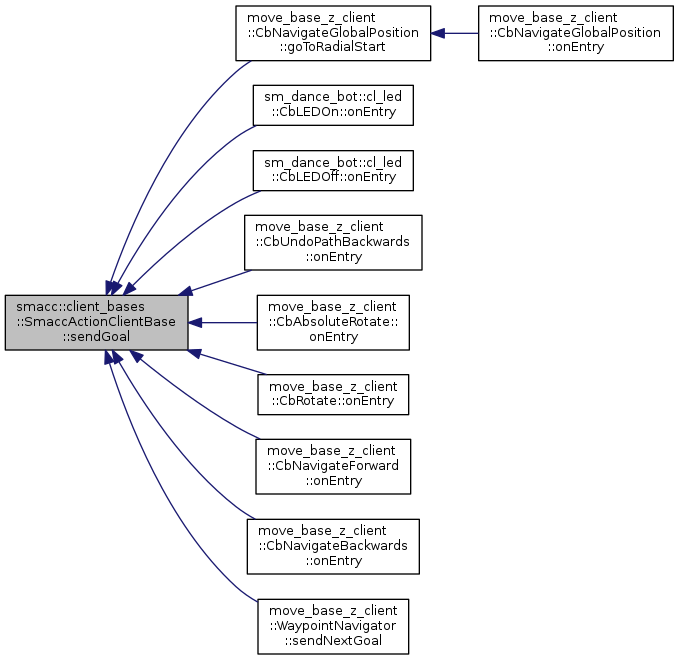 move_base_z_client
::CbNavigateGlobalPosition
::goToRadialStart
move_base_z_client
::CbNavigateGlobalPosition
::onEntry
sm_dance_bot::cl_led
::CbLEDOn::onEntry
sm_dance_bot::cl_led
::CbLEDOff::onEntry
move_base_z_client
::CbUndoPathBackwards
::onEntry
smacc::client_bases
::SmaccActionClientBase
::sendGoal
move_base_z_client
::CbAbsoluteRotate::
onEntry
move_base_z_client
::CbRotate::onEntry
move_base_z_client
::CbNavigateForward
::onEntry
move_base_z_client
::CbNavigateBackwards
::onEntry
move_base_z_client
::WaypointNavigator
::sendNextGoal